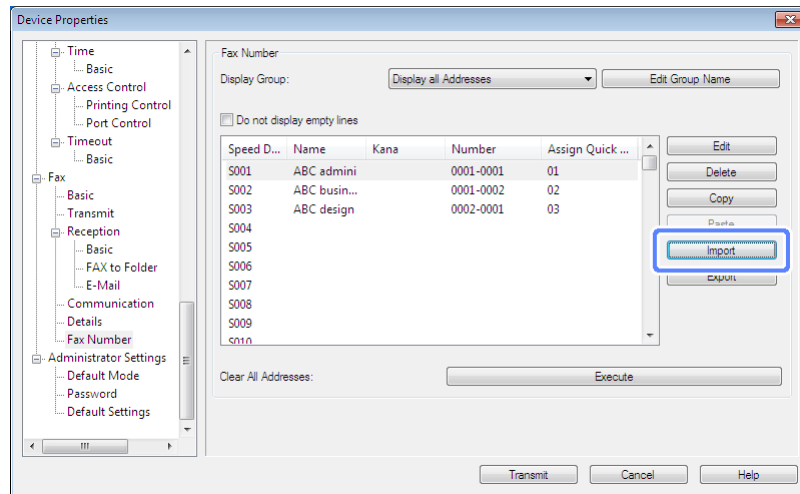 Device Properties
Time
Basic
Access Control
Printing Control
Port Control
Timeout
Basic
Fax
Basic
Transmit
Reception
Basic
FAX to Folder
E-Mail
Communication
Details
Fax Number
Administrator Settings
Default Mode
Password
Default Settings
Fax Number
Display Group: Display all Addresses Edit Group Name
Do not display empty lines
Speed D... Name Kana Number Assign Quick ...
S001 ABC admini 0001-0001 01
S002 ABC busin... 0001-0002 02
S003 ABC design 0002-0001 03
S004
S005
S006
S007
S008
S009
S010
Edit
Delete
Copy
Paste
Import
Export
Clear All Addresses: Execute
Transmit Cancel Help